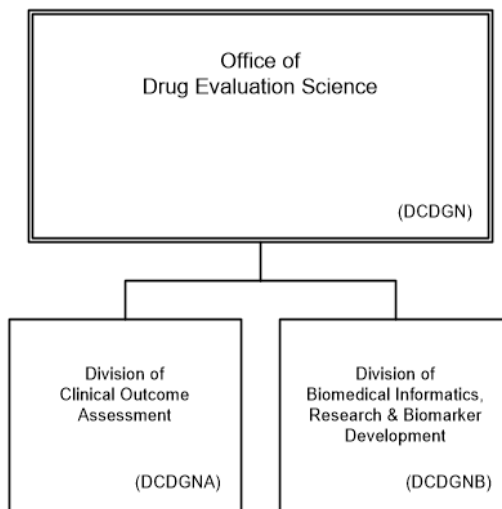 Office of
Drug Evaluation Science
(DCDGN)
Division of
Clinical Outcome
Assessment
(DCDGNA)
Division of
Biomedical Informatics,
Research & Biomarker
Development
(DCDGNB)